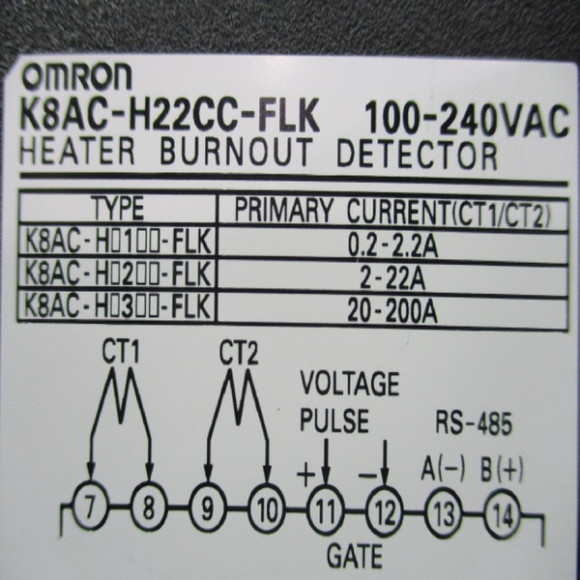 OMRON
K8AC-H22CC-FLK 100-240VAC
HEATER BURNOUT DETECTOR
TYPE PRIMARY CURRENT(CT1/CT2)
K8AC-H□1□□-FLK 0.2-2.2A
K8AC-H□2□□-FLK 2-22A
K8AC-H□3□□-FLK 20-200A
CT1 CT2
VOLTAGE
PULSE RS-485
+ − A(−) B(+)
7 8 9 10 11 12 13 14
GATE